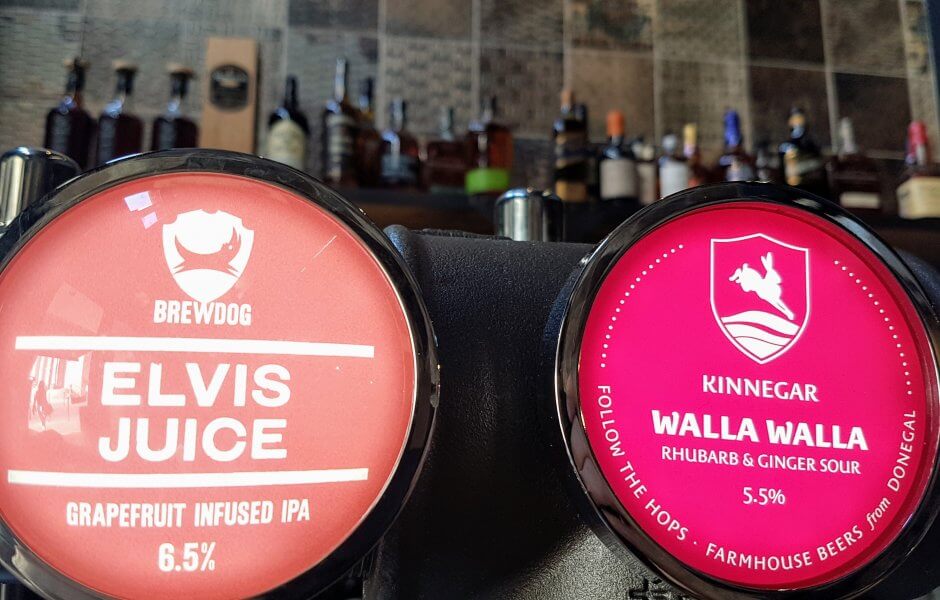 BREWDOG
ELVIS
JUICE
GRAPEFRUIT INFUSED IPA
6.5%
KINNEGAR
WALLA WALLA
RHUBARB & GINGER SOUR
5.5%
FOLLOW THE HOPS · FARMHOUSE BEERS from DONEGAL